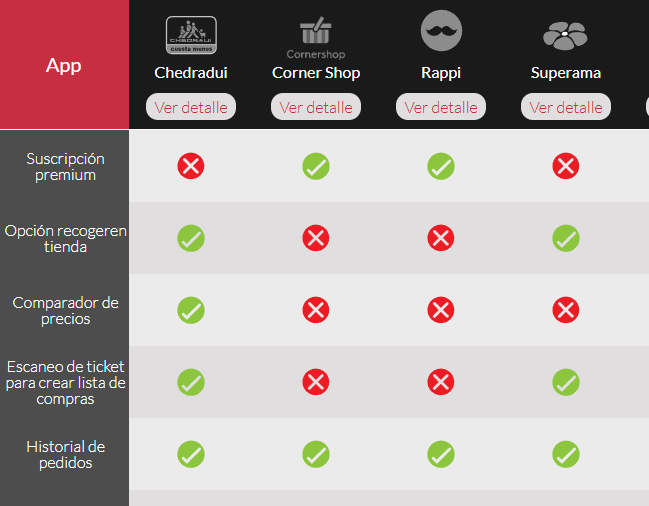 App
CHEDRAUI
cuesta menos
Cornershop
Chedradui
Corner Shop
Rappi
Superama
Ver detalle
Ver detalle
Ver detalle
Ver detalle
Suscripción
premium
Opción recogeren
tienda
Comparador de
precios
Escaneo de ticket
para crear lista de
compras
Historial de
pedidos